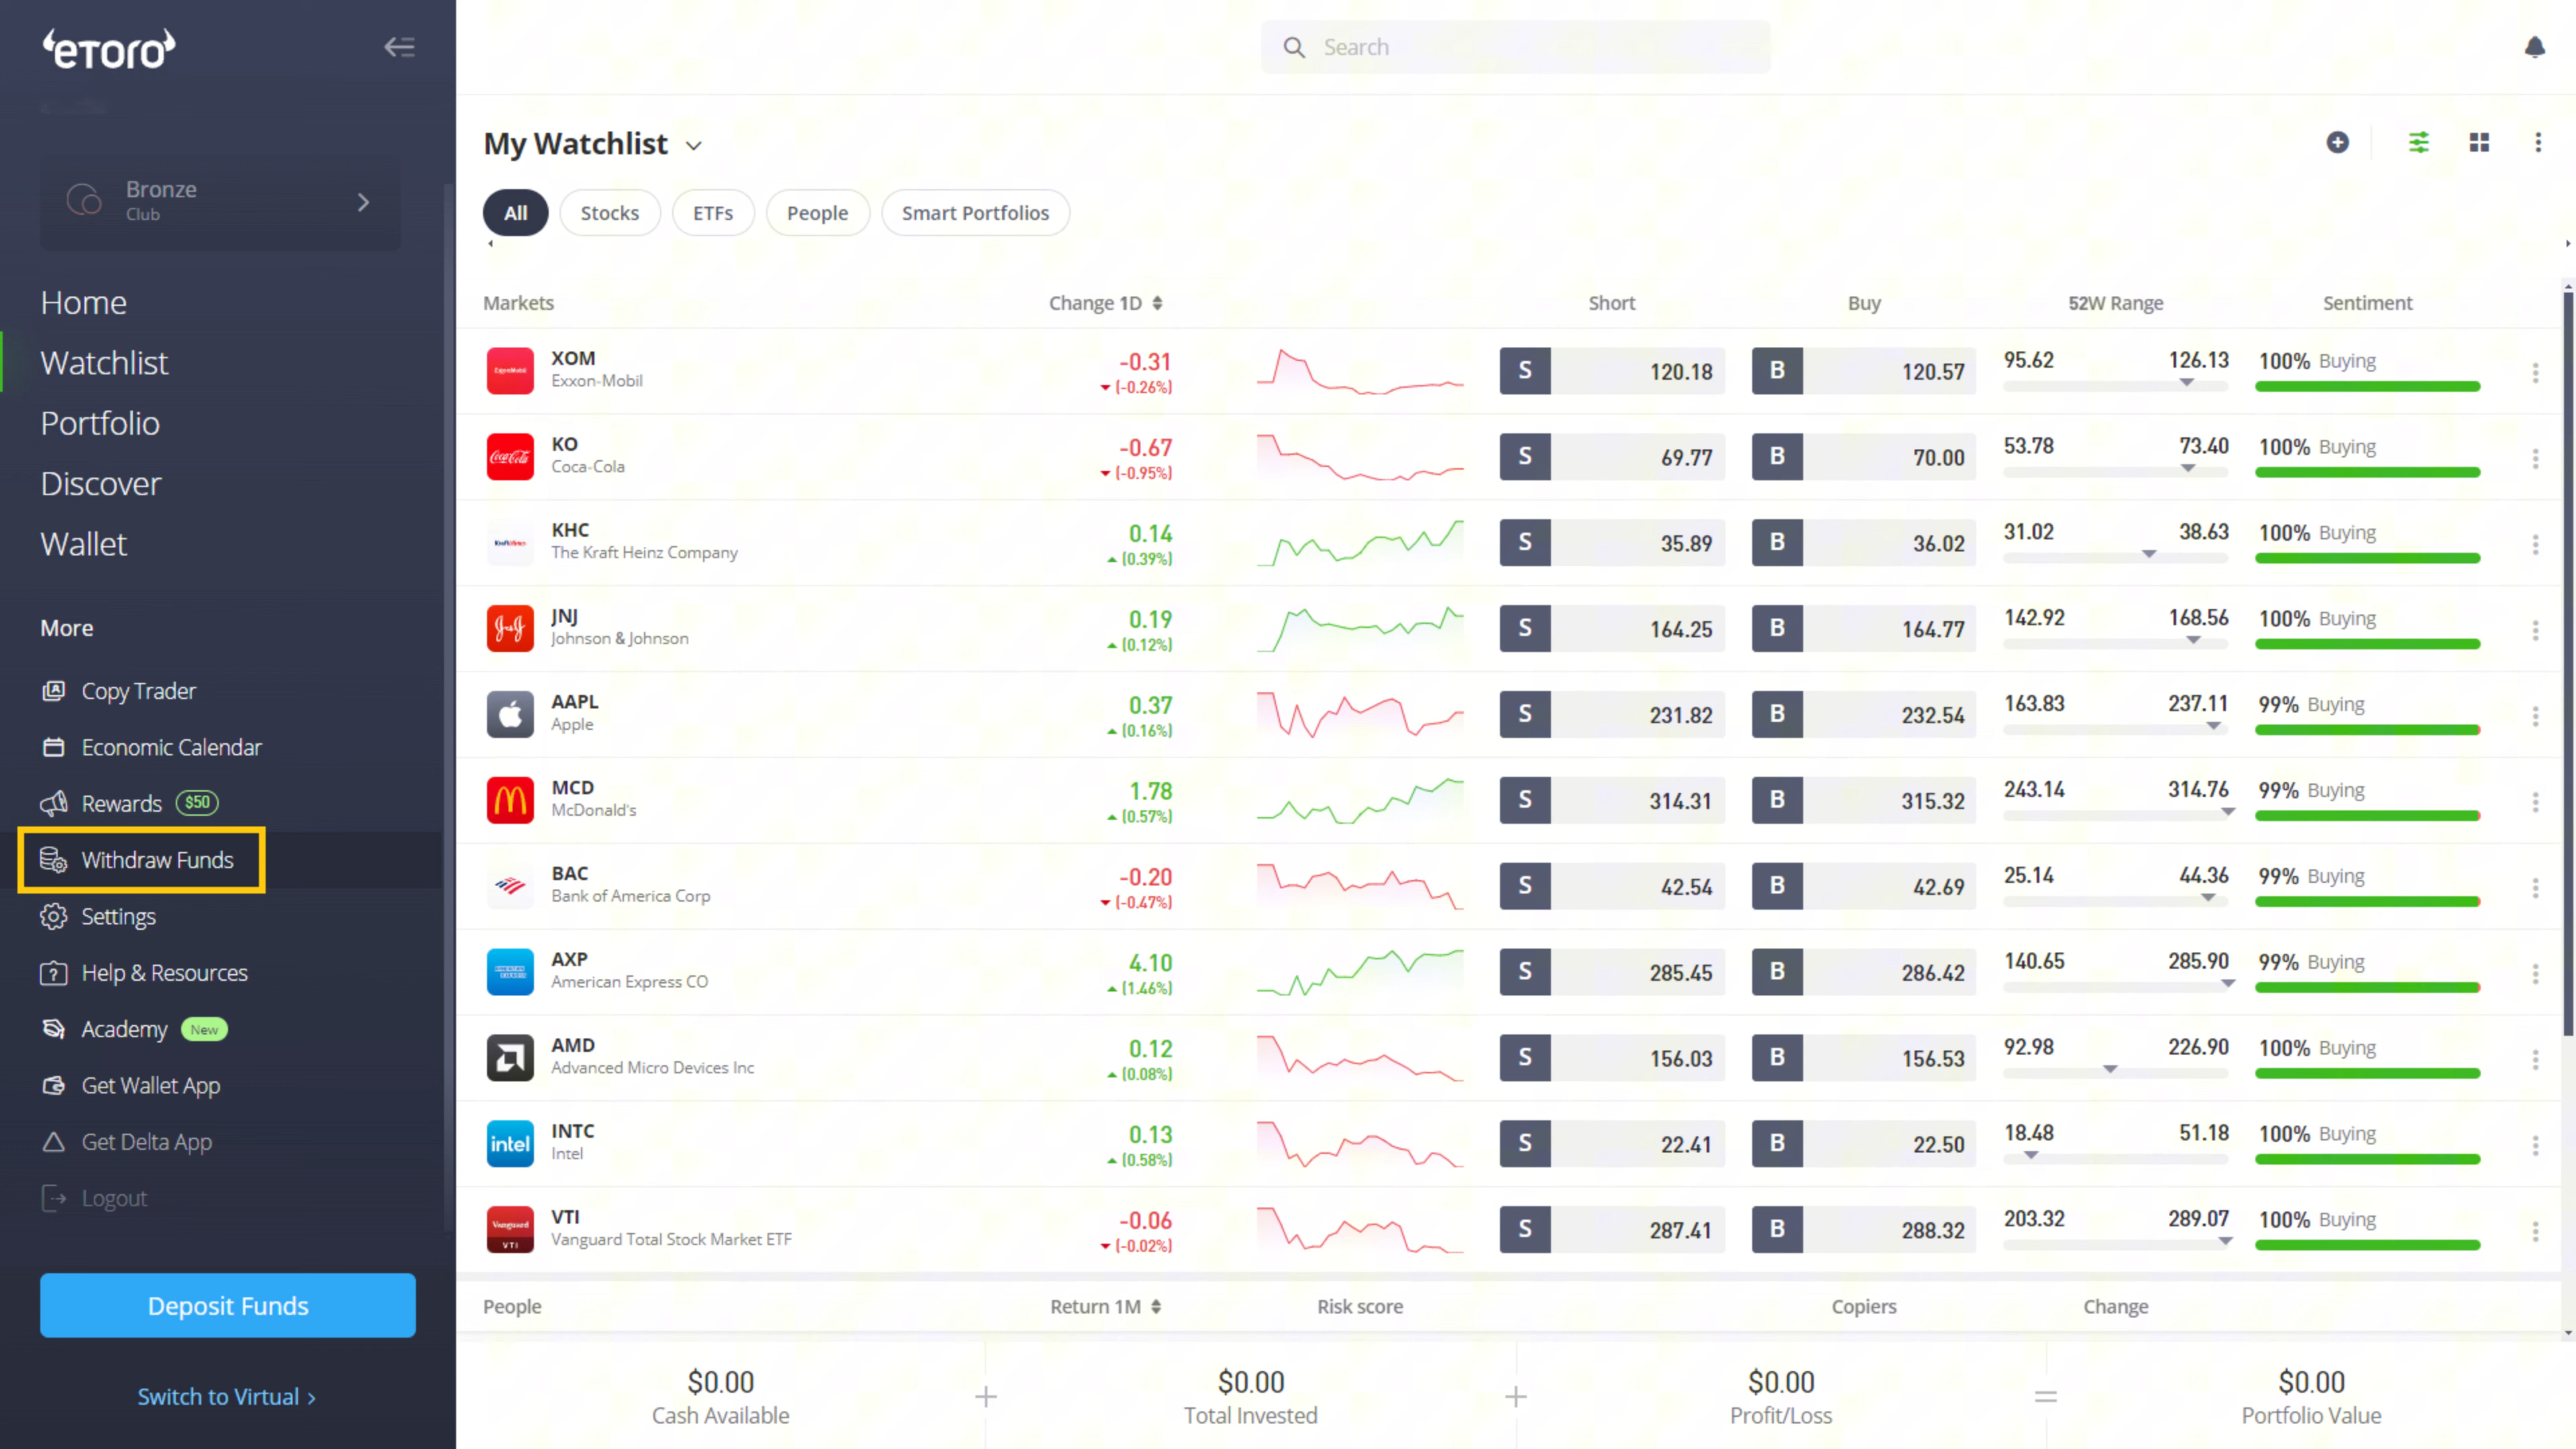 eToro
Search
Bronze
Club
Home
Watchlist
Portfolio
Discover
Wallet
More
Copy Trader
Economic Calendar
Rewards $50
Withdraw Funds
Settings
Help & Resources
Academy New
Get Wallet App
Get Delta App
Logout
Deposit Funds
Switch to Virtual >
My Watchlist
All Stocks ETFs People Smart Portfolios
Markets Change 1D Short Buy 52W Range Sentiment
ExxonMobil XOM -0.31 S 120.18 B 120.57 95.62 126.13 100% Buying
Exxon-Mobil (-0.26%)
Coca-Cola KO -0.67 S 69.77 B 70.00 53.78 73.40 100% Buying
Coca-Cola (-0.95%)
KraftHeinz KHC 0.14 S 35.89 B 36.02 31.02 38.63 100% Buying
The Kraft Heinz Company (0.39%)
J&J JNJ 0.19 S 164.25 B 164.77 142.92 168.56 100% Buying
Johnson & Johnson (0.12%)
AAPL 0.37 S 231.82 B 232.54 163.83 237.11 99% Buying
Apple (0.16%)
MCD 1.78 S 314.31 B 315.32 243.14 314.76 99% Buying
McDonald's (0.57%)
BAC -0.20 S 42.54 B 42.69 25.14 44.36 99% Buying
Bank of America Corp (-0.47%)
AMERICAN EXPRESS AXP 4.10 S 285.45 B 286.42 140.65 285.90 99% Buying
American Express CO (1.46%)
AMD 0.12 S 156.03 B 156.53 92.98 226.90 100% Buying
Advanced Micro Devices Inc (0.08%)
intel INTC 0.13 S 22.41 B 22.50 18.48 51.18 100% Buying
Intel (0.58%)
Vanguard VTI VTI -0.06 S 287.41 B 288.32 203.32 289.07 100% Buying
Vanguard Total Stock Market ETF (-0.02%)
People Return 1M Risk score Copiers Change
$0.00 + $0.00 + $0.00 = $0.00
Cash Available Total Invested Profit/Loss Portfolio Value